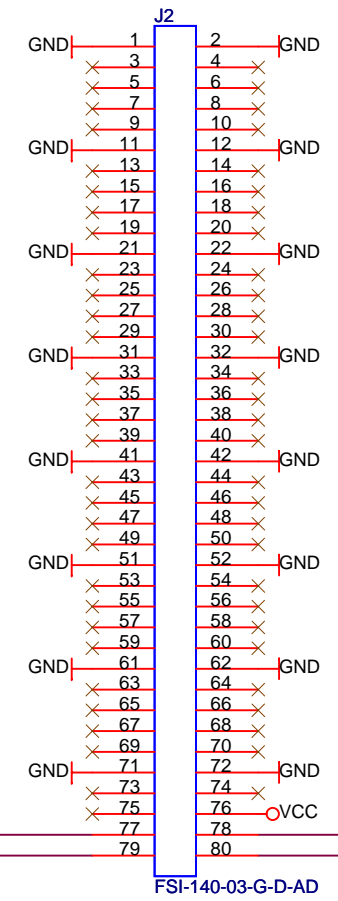 J2
GND 1 2 GND
3 4
5 6
7 8
9 10
GND 11 12 GND
13 14
15 16
17 18
19 20
GND 21 22 GND
23 24
25 26
27 28
29 30
GND 31 32 GND
33 34
35 36
37 38
39 40
GND 41 42 GND
43 44
45 46
47 48
49 50
GND 51 52 GND
53 54
55 56
57 58
59 60
GND 61 62 GND
63 64
65 66
67 68
69 70
GND 71 72 GND
73 74
75 76 VCC
77 78
79 80
FSI-140-03-G-D-AD